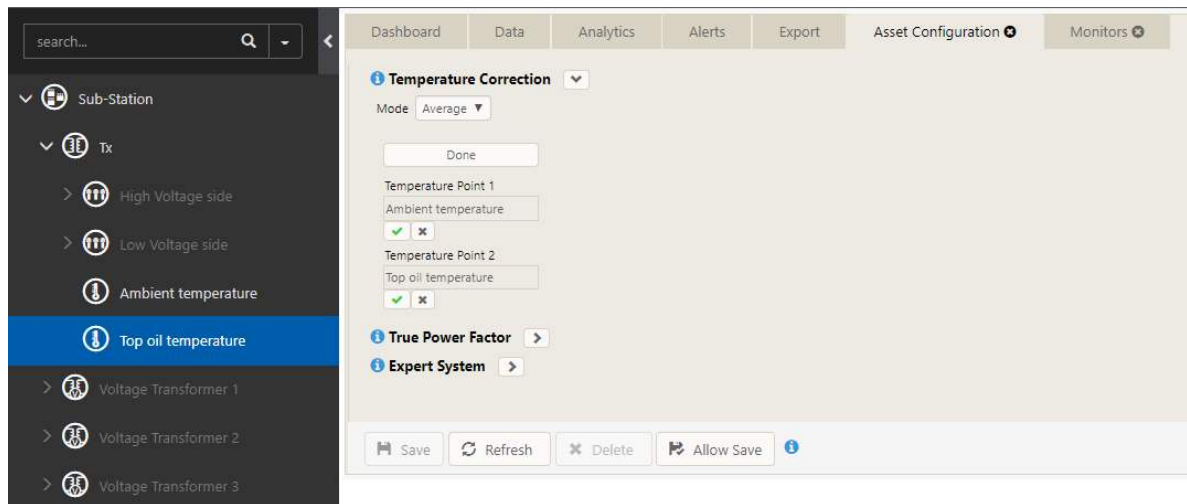 search...
Sub-Station
Tx
High Voltage side
Low Voltage side
Ambient temperature
Top oil temperature
Voltage Transformer 1
Voltage Transformer 2
Voltage Transformer 3
Dashboard Data Analytics Alerts Export Asset Configuration Monitors
Temperature Correction
Mode Average
Done
Temperature Point 1
Ambient temperature
Temperature Point 2
Top oil temperature
True Power Factor
Expert System
Save Refresh Delete Allow Save